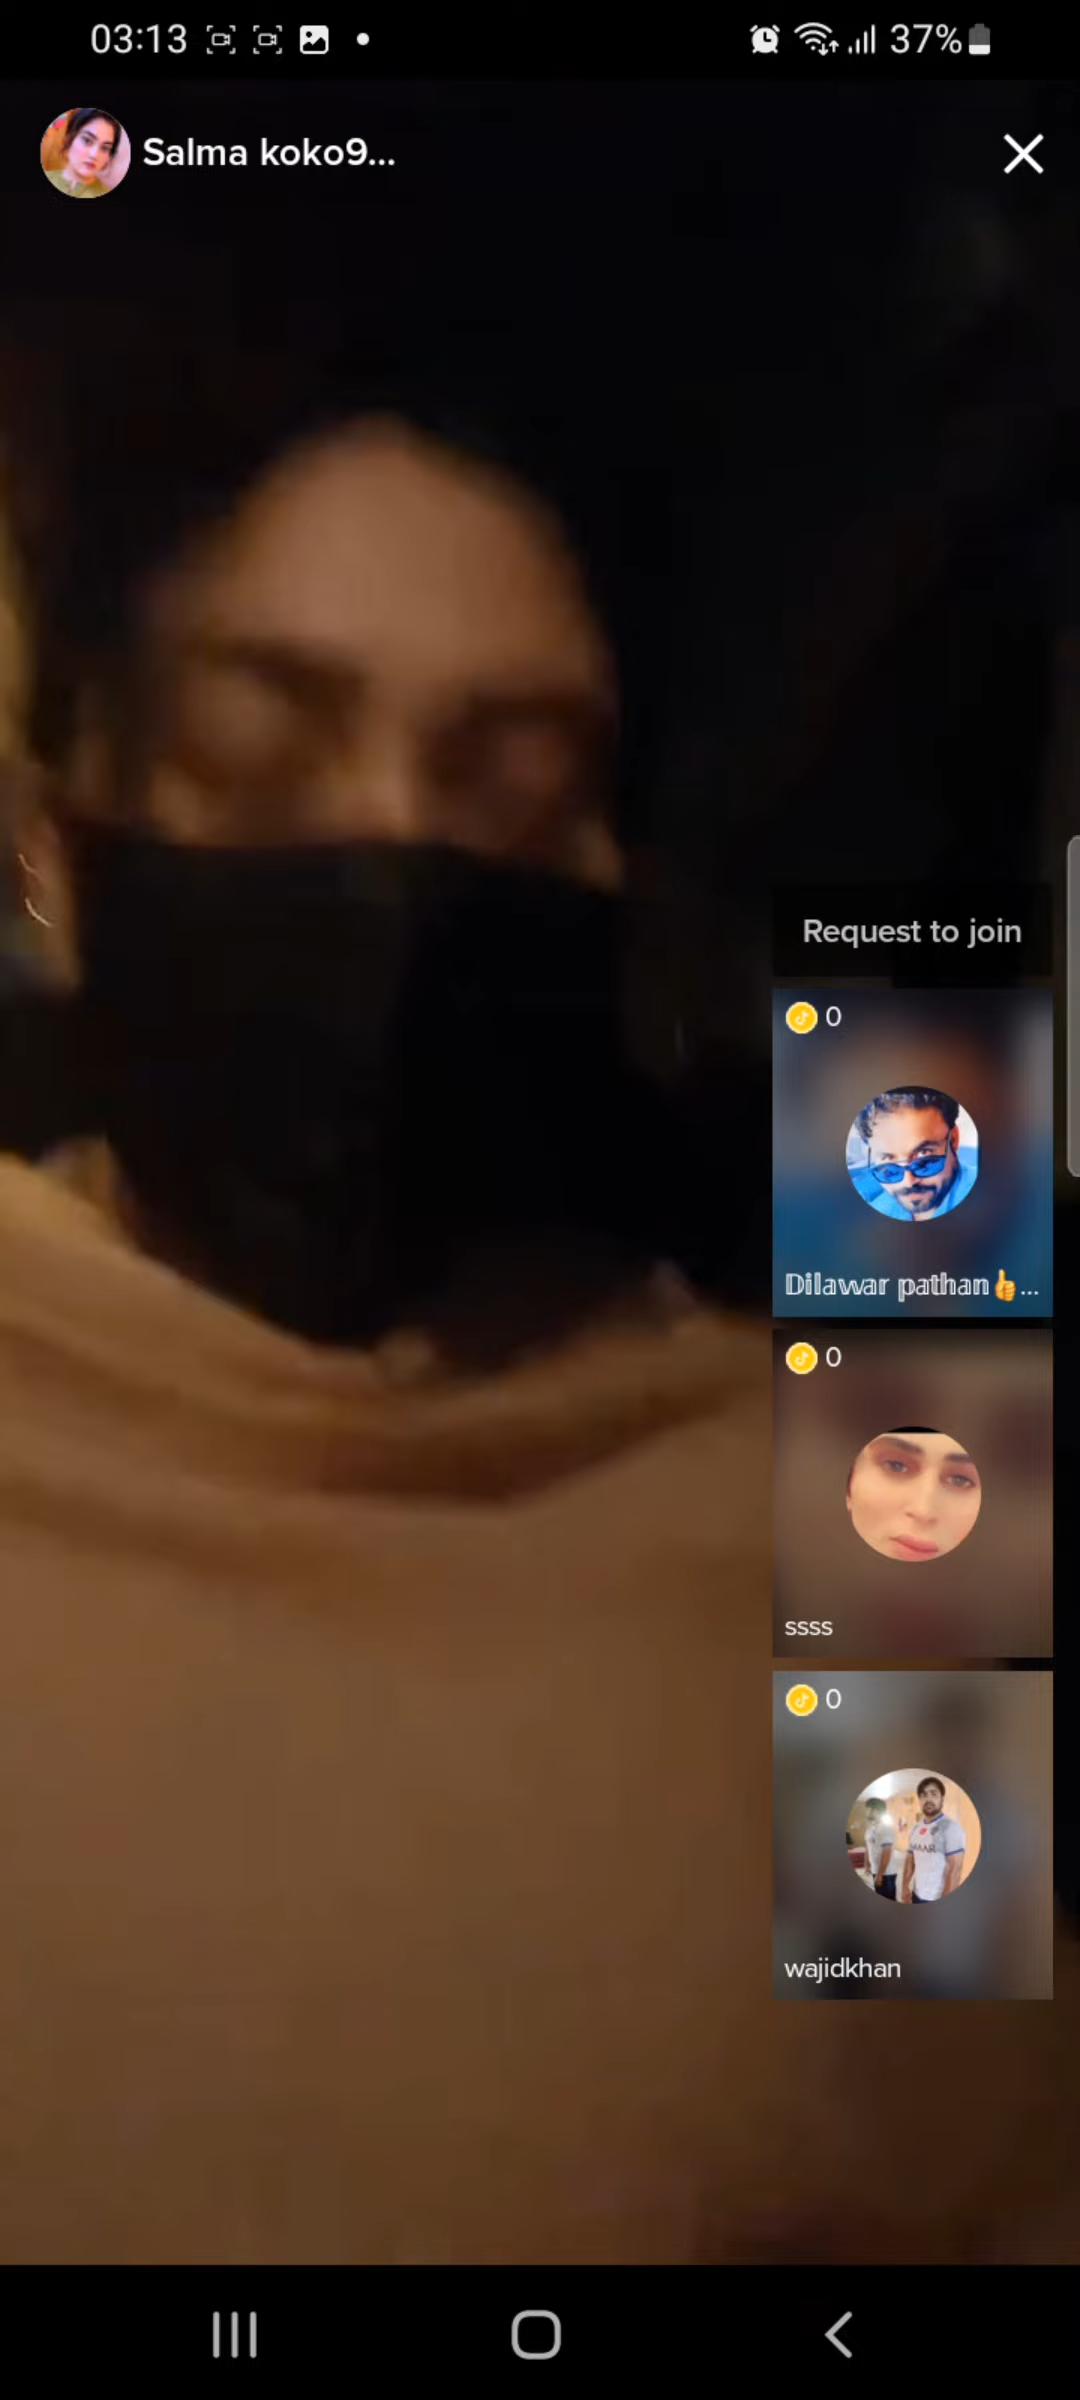 03:13
37%
Salma koko9...
Request to join
0
Dilawar pathan👍...
0
ssss
0
wajidkhan